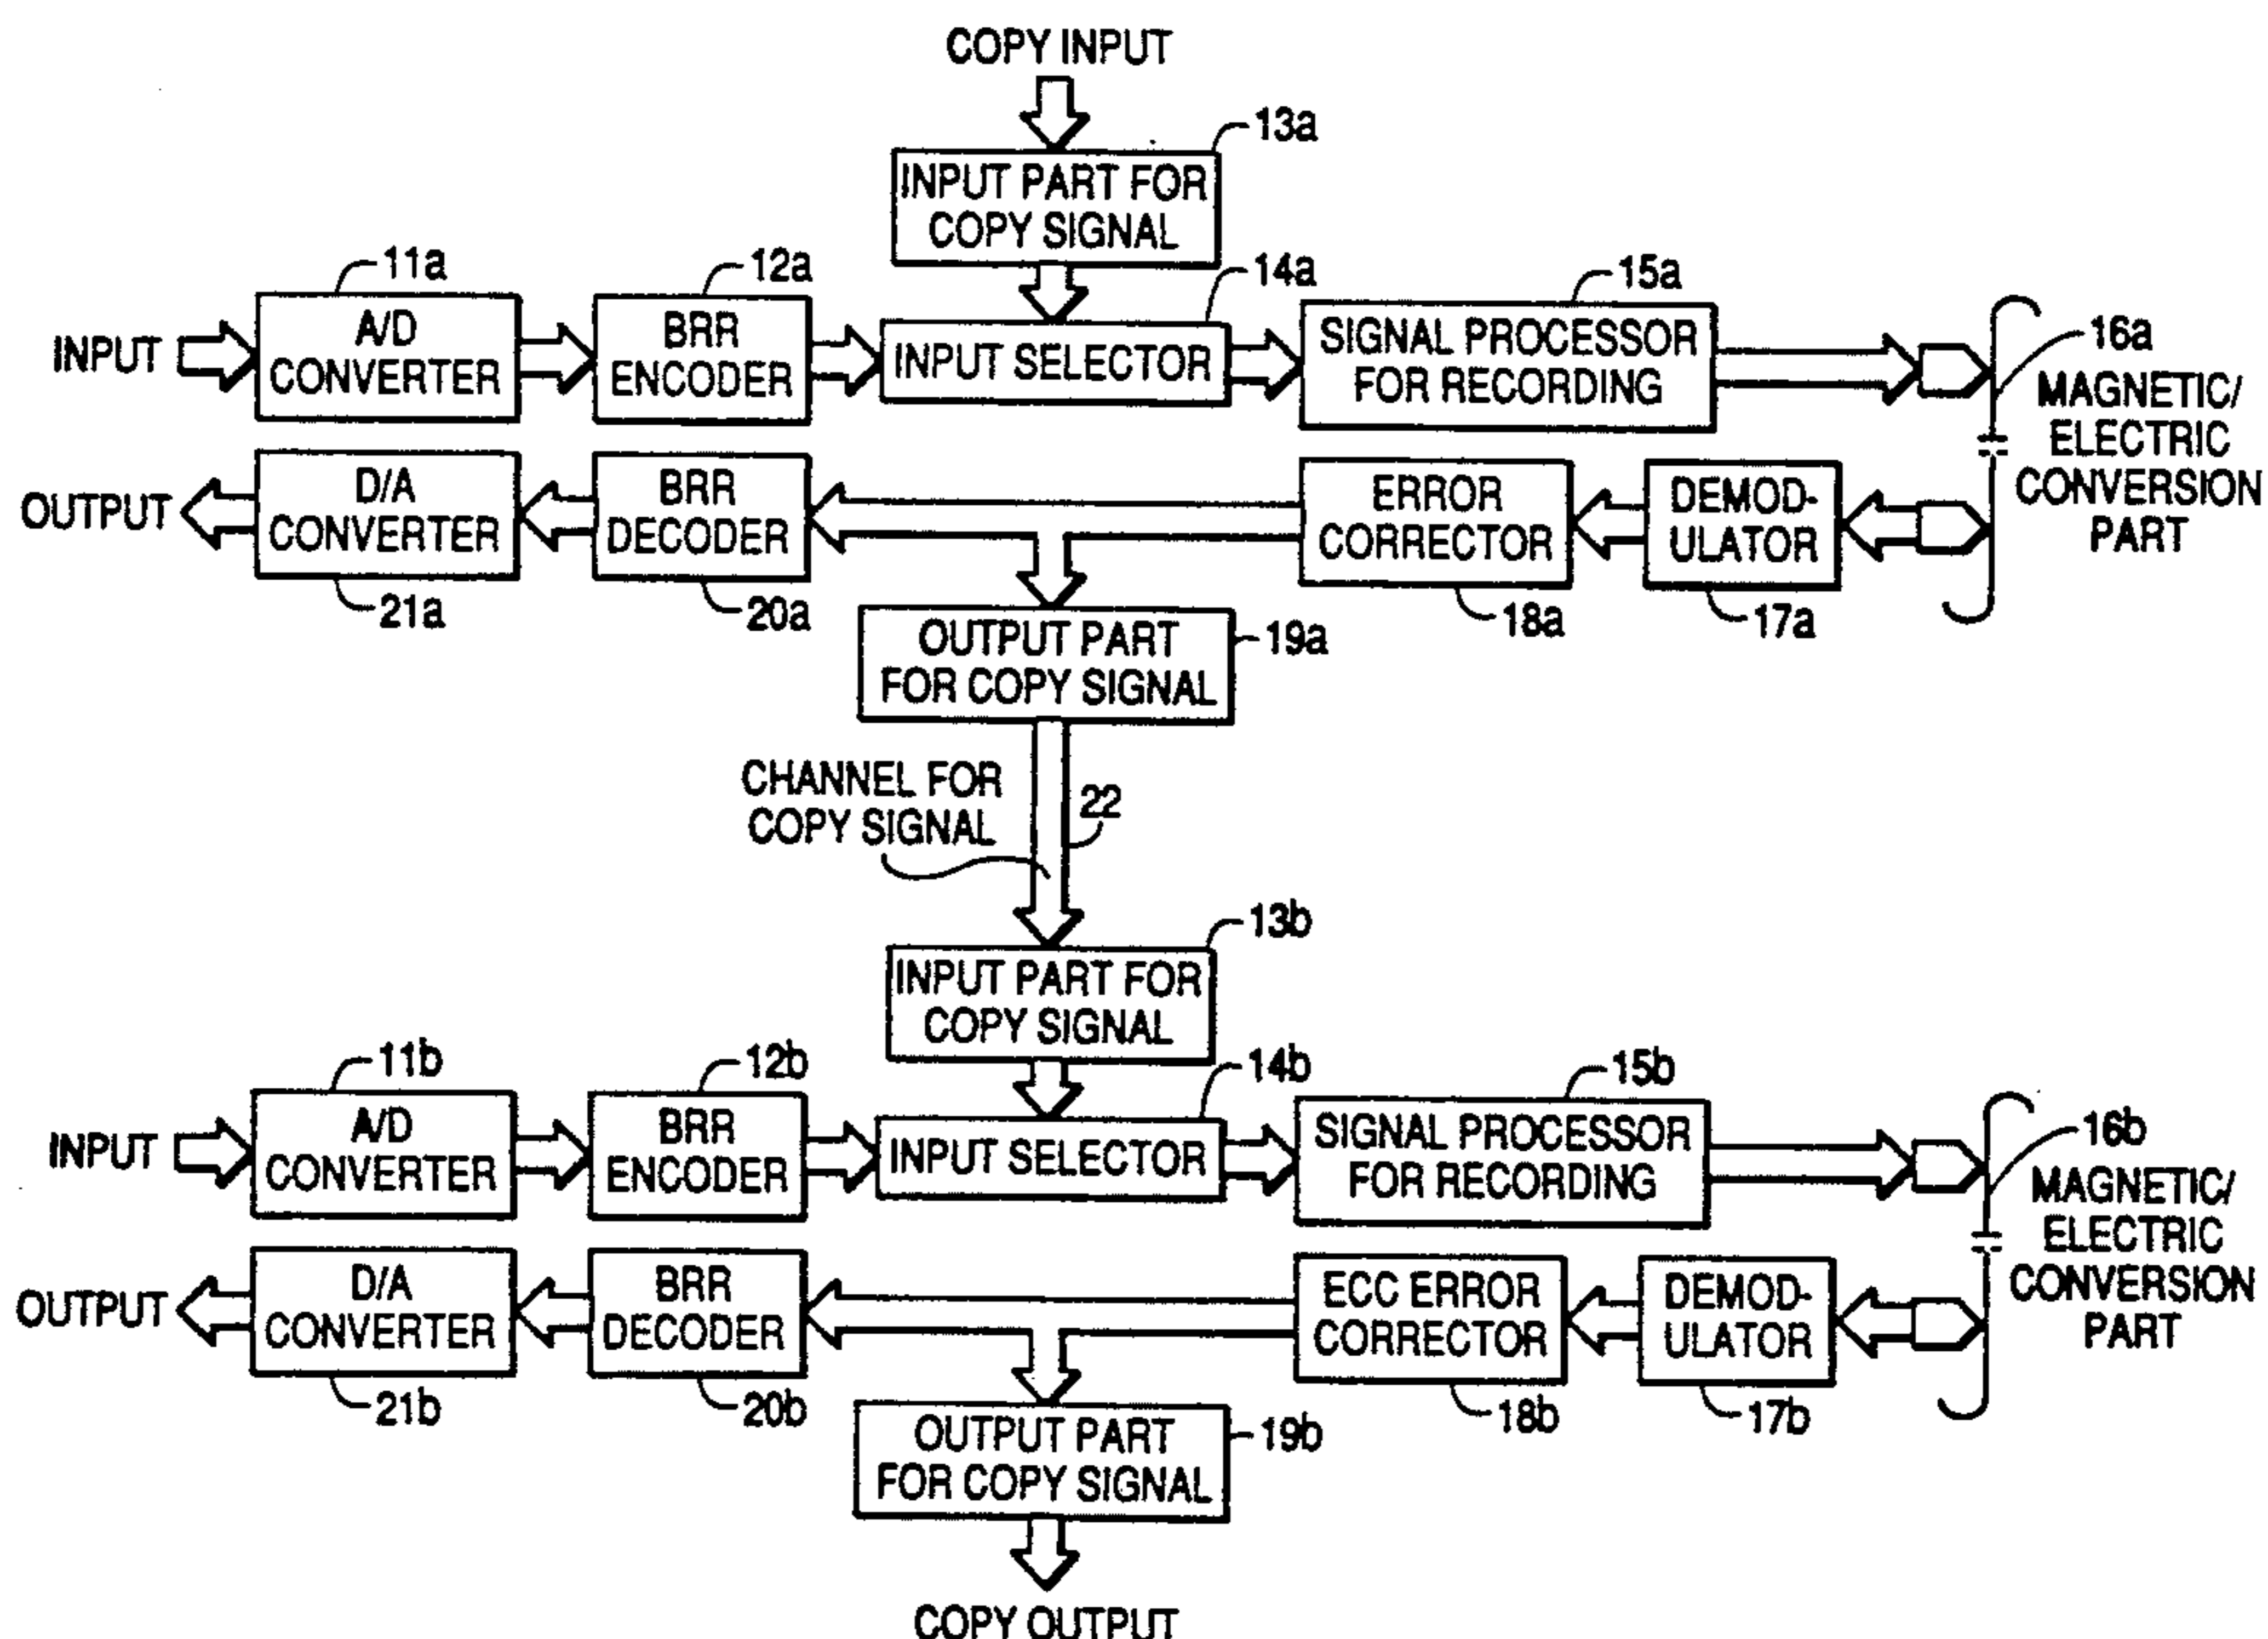 COPY INPUT
13a
INPUT PART FOR
COPY SIGNAL
11a
12a
14a
15a
INPUT
A/D
CONVERTER
BRR
ENCODER
INPUT SELECTOR
SIGNAL PROCESSOR
FOR RECORDING
16a
MAGNETIC/
ELECTRIC
CONVERSION
PART
OUTPUT
D/A
CONVERTER
BRR
DECODER
ERROR
CORRECTOR
DEMOD-
ULATOR
21a
20a
18a
17a
OUTPUT PART
FOR COPY SIGNAL
19a
CHANNEL FOR
COPY SIGNAL
22
13b
INPUT PART FOR
COPY SIGNAL
11b
12b
14b
15b
INPUT
A/D
CONVERTER
BRR
ENCODER
INPUT SELECTOR
SIGNAL PROCESSOR
FOR RECORDING
16b
MAGNETIC/
ELECTRIC
CONVERSION
PART
OUTPUT
D/A
CONVERTER
BRR
DECODER
ECC ERROR
CORRECTOR
DEMOD-
ULATOR
21b
20b
18b
17b
OUTPUT PART
FOR COPY SIGNAL
19b
COPY OUTPUT